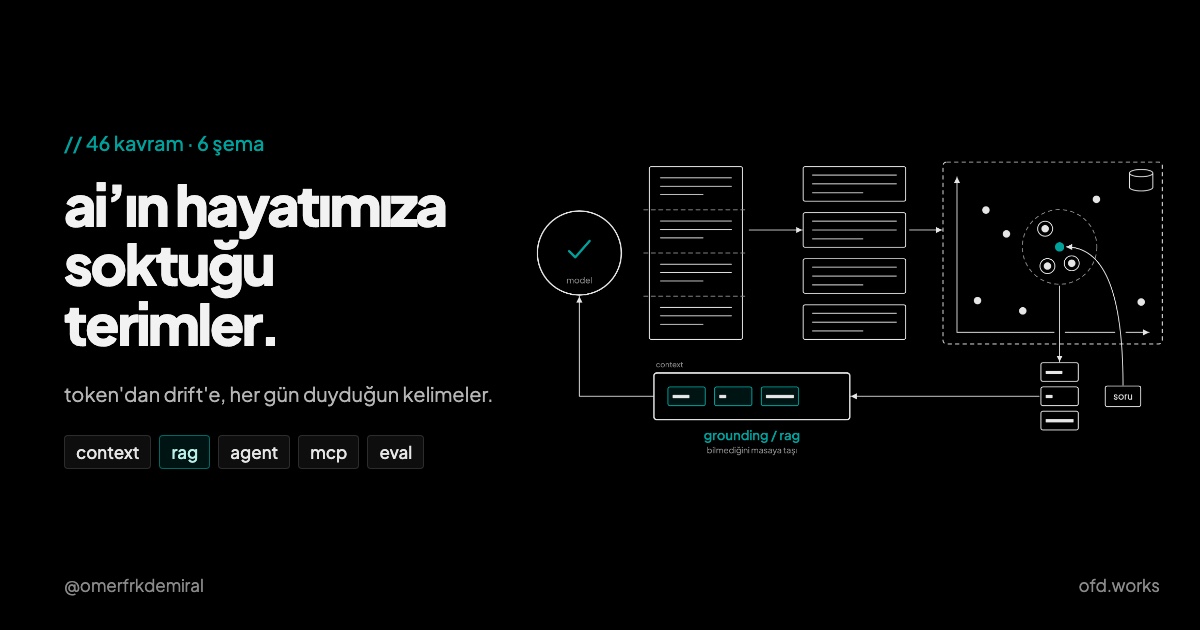 // 46 kavram · 6 şema
ai’ın hayatımıza
soktuğu
terimler.
token'dan drift'e, her gün duyduğun kelimeler.
context
rag
agent
mcp
eval
model
context
grounding / rag
bilmediğini masaya taşı
soru
@omerfrkdemiral
ofd.works